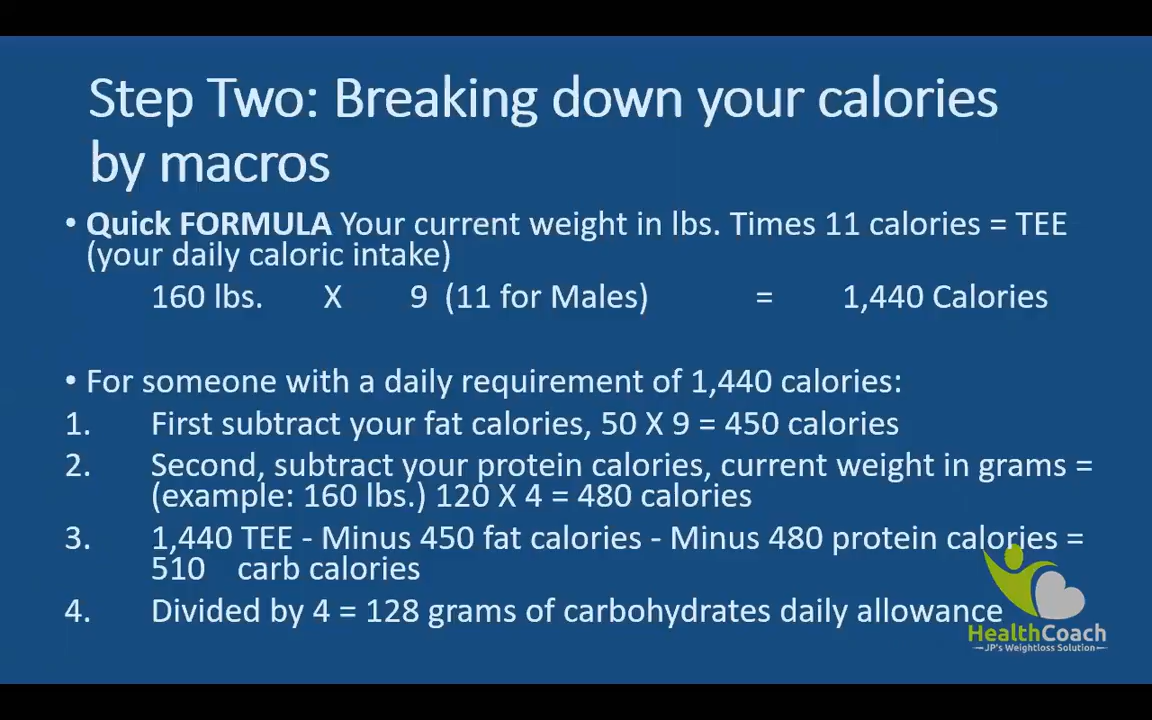 Step Two: Breaking down your calories
by macros
• Quick FORMULA Your current weight in lbs. Times 11 calories = TEE
(your daily caloric intake)
160 lbs. X 9 (11 for Males) = 1,440 Calories
• For someone with a daily requirement of 1,440 calories:
1. First subtract your fat calories, 50 X 9 = 450 calories
2. Second, subtract your protein calories, current weight in grams =
(example: 160 lbs.) 120 X 4 = 480 calories
3. 1,440 TEE - Minus 450 fat calories - Minus 480 protein calories =
510 carb calories
4. Divided by 4 = 128 grams of carbohydrates daily allowance
HealthCoach
JP's Weightloss Solution